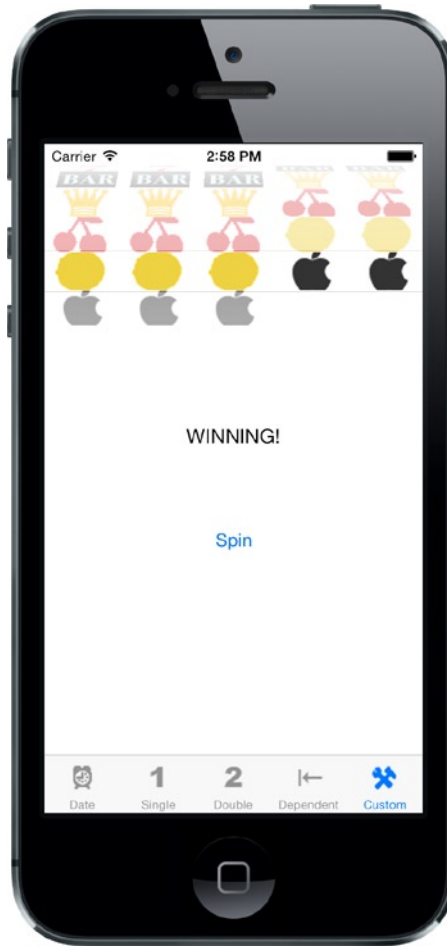 Carrier 2:58 PM
BAR BAR BAR
WINNING!
Spin
1 2
Date Single Double Dependent Custom